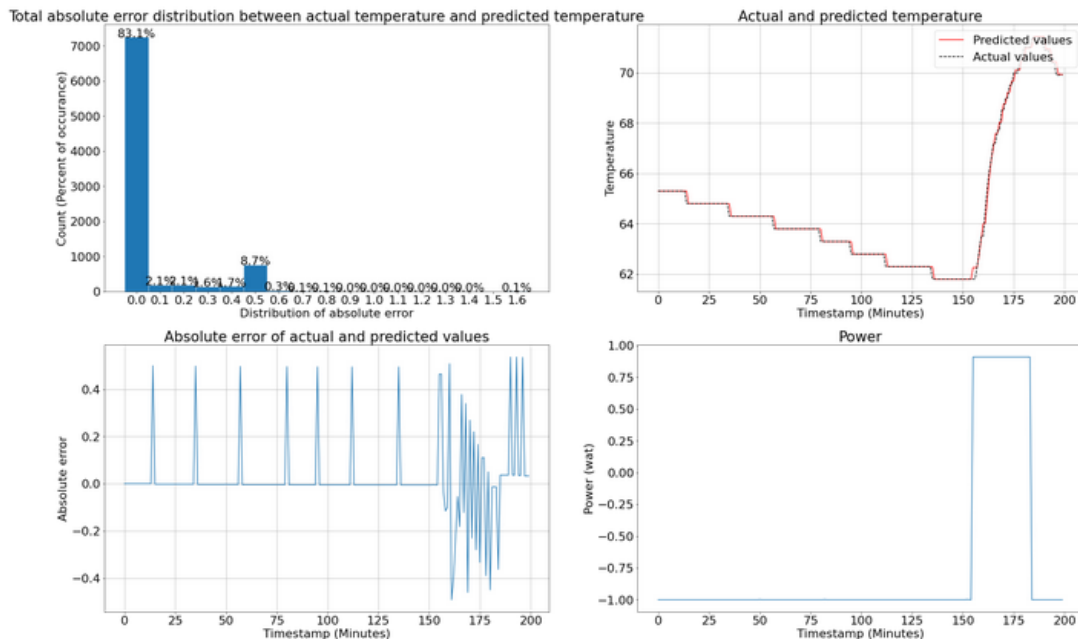 Total absolute error distribution between actual temperature and predicted temperature
7000
6000
5000
4000
3000
2000
1000
0
Count (Percent of occurance)
83.1%
2.1%
2.1%
1.6%
1.7%
8.7%
0.3%
0.1%
0.1%
0.0%
0.0%
0.0%
0.0%
0.0%
0.0%
0.1%
0.0 0.1 0.2 0.3 0.4 0.5 0.6 0.7 0.8 0.9 1.0 1.1 1.2 1.3 1.4 1.5 1.6
Distribution of absolute error
Actual and predicted temperature
Predicted values
Actual values
70
68
66
64
62
Temperature
0 25 50 75 100 125 150 175 200
Timestamp (Minutes)
Absolute error of actual and predicted values
0.4
0.2
0.0
−0.2
−0.4
Absolute error
0 25 50 75 100 125 150 175 200
Timestamp (Minutes)
Power
1.00
0.75
0.50
0.25
0.00
−0.25
−0.50
−0.75
−1.00
Power (wat)
0 25 50 75 100 125 150 175 200
Timestamp (Minutes)